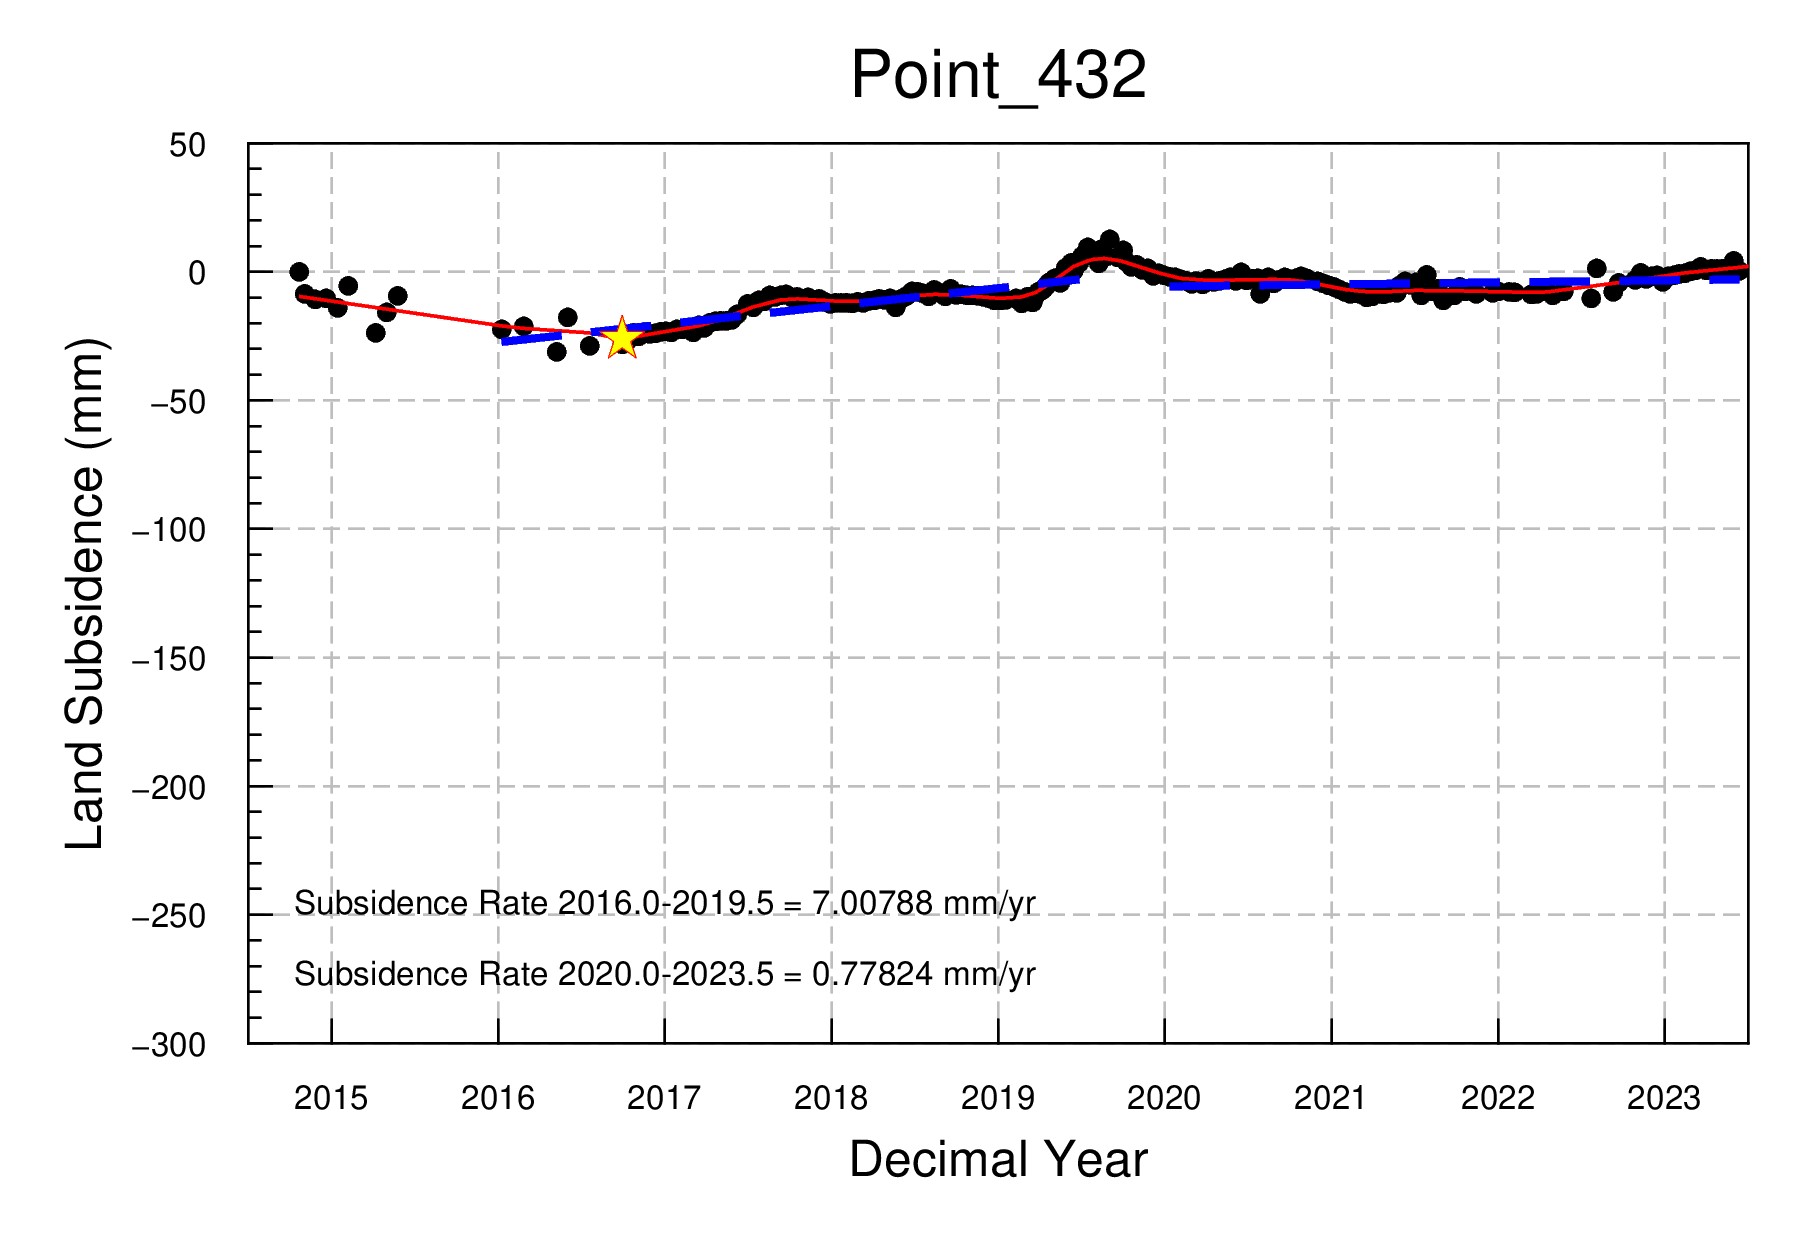 Point_432
50
0
−50
−100
−150
−200
−250
−300
Land Subsidence (mm)
Subsidence Rate 2016.0-2019.5 = 7.00788 mm/yr
Subsidence Rate 2020.0-2023.5 = 0.77824 mm/yr
2015 2016 2017 2018 2019 2020 2021 2022 2023
Decimal Year